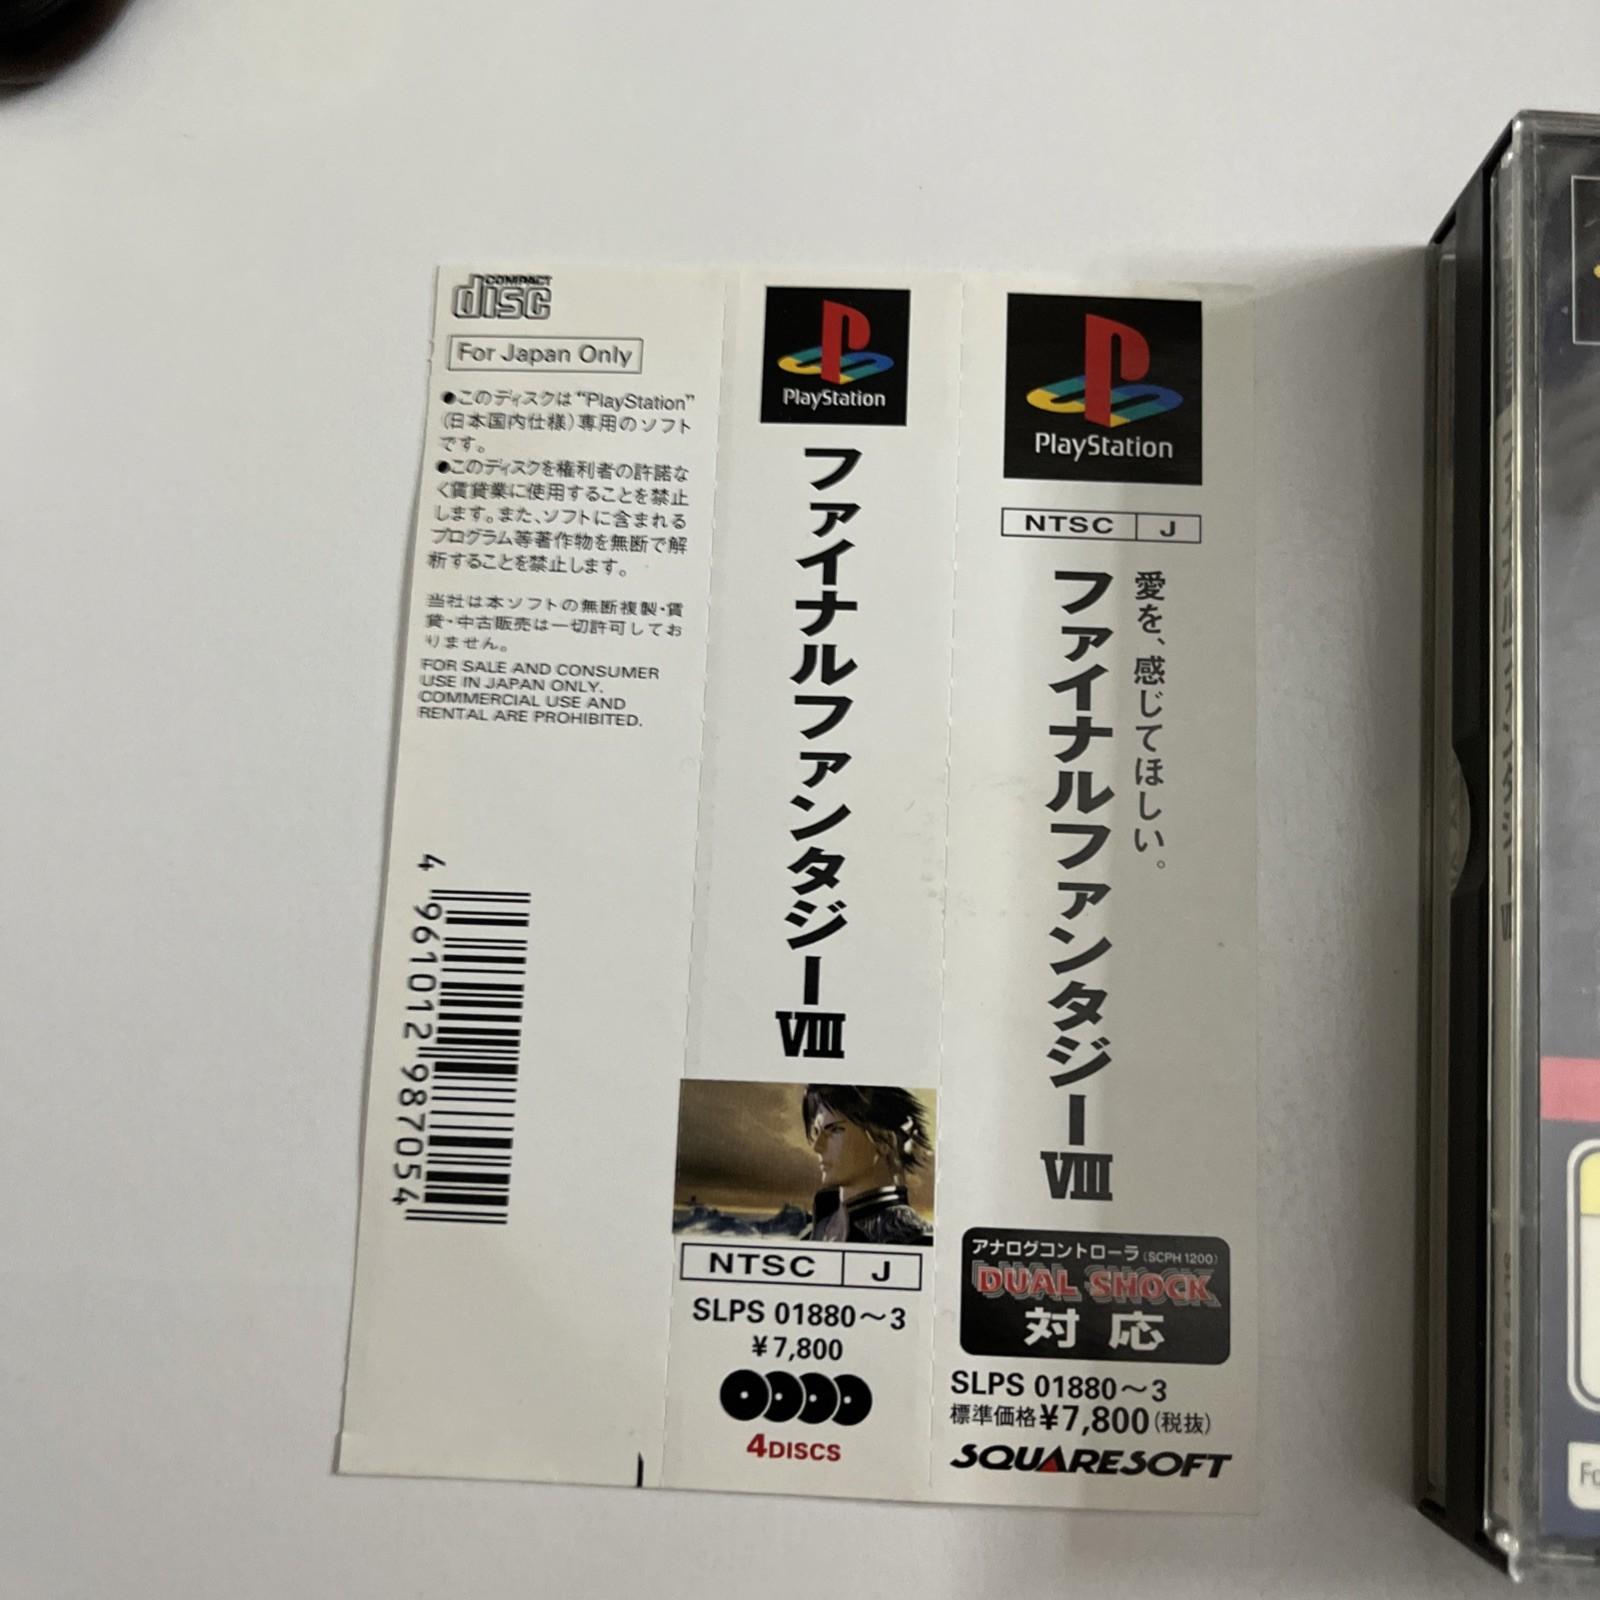 COMPACT
disc
For Japan Only
●このディスクは“PlayStation”
(日本国内仕様)専用のソフト
です。
●このディスクを権利者の許諾な
く賃貸業に使用することを禁止
します。また、ソフトに含まれる
プログラム等著作物を無断で解
析することを禁止します。
当社は本ソフトの無断複製・賃
貸・中古販売は一切許可してお
りません。
FOR SALE AND CONSUMER
USE IN JAPAN ONLY.
COMMERCIAL USE AND
RENTAL ARE PROHIBITED.
4 961012 987054
PlayStation
ファイナルファンタジーⅧ
NTSC J
SLPS 01880～3
¥7,800
4DISCS
PlayStation
NTSC J
愛を、感じてほしい。
ファイナルファンタジーⅧ
アナログコントローラ(SCPH 1200)
DUAL SHOCK
対応
SLPS 01880～3
標準価格¥7,800(税抜)
SQUARESOFT